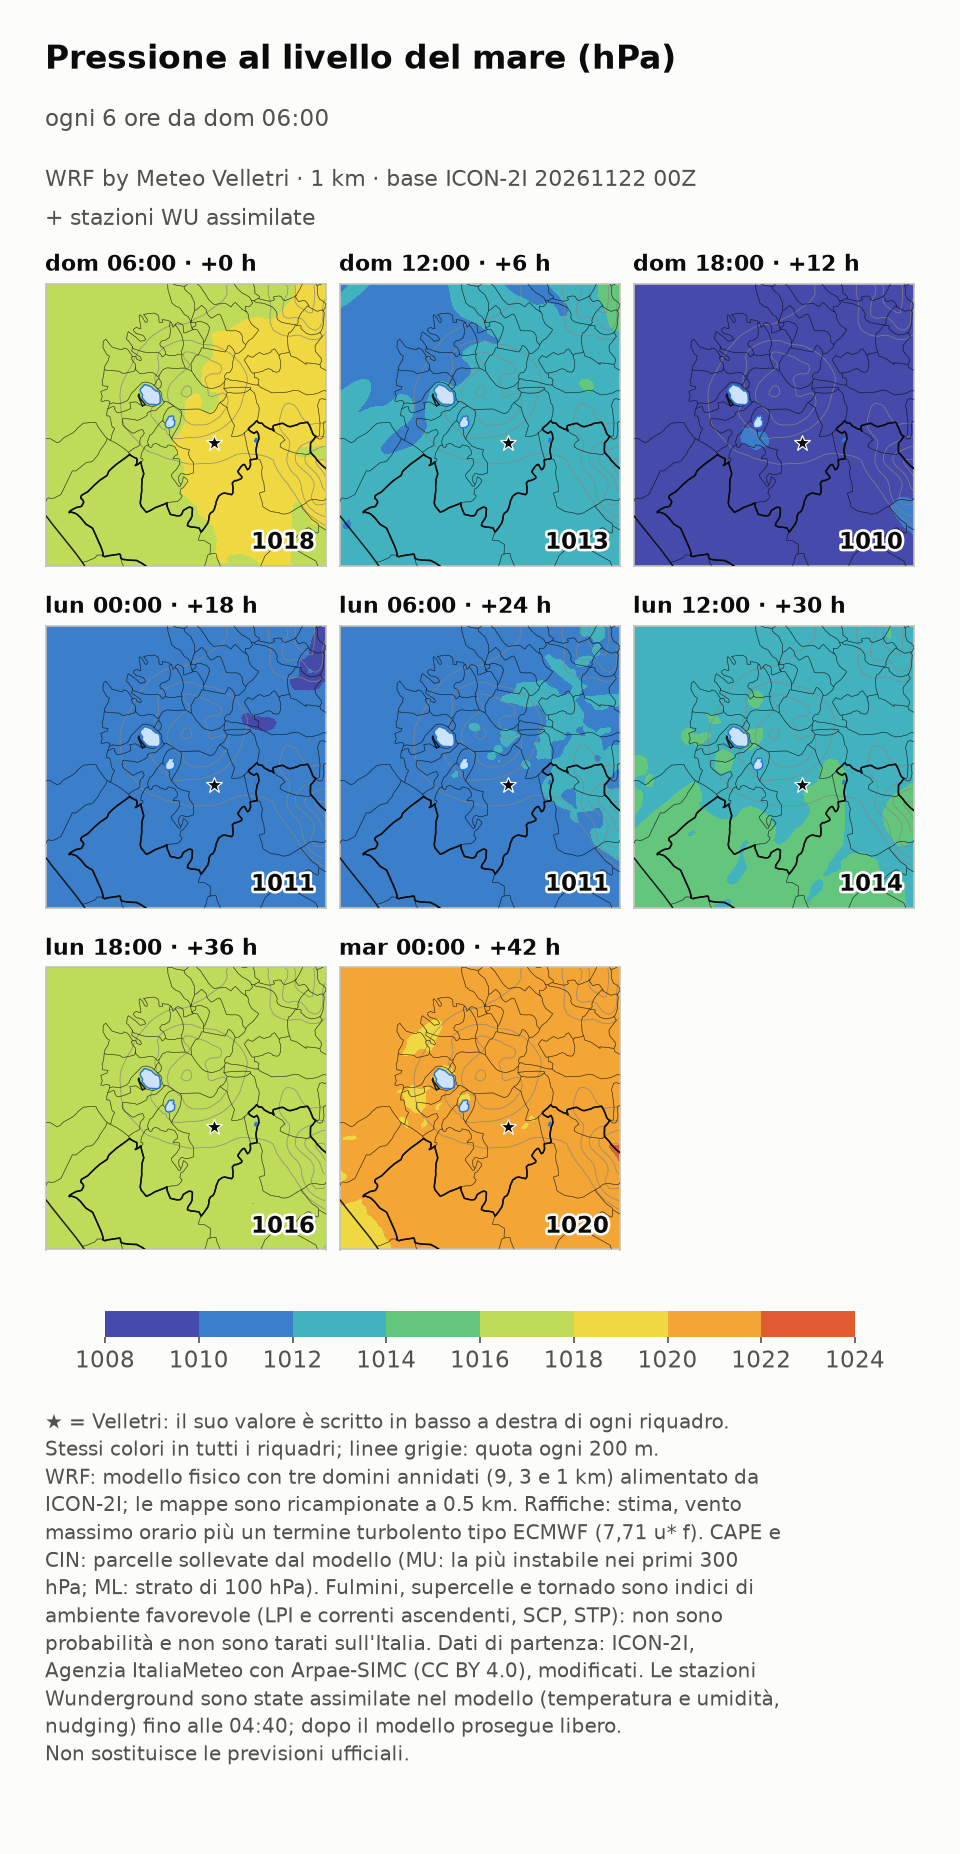 Pressione al livello del mare (hPa)
ogni 6 ore da dom 06:00
WRF by Meteo Velletri · 1 km · base ICON-2I 20261122 00Z
+ stazioni WU assimilate
dom 06:00 · +0 h
dom 12:00 · +6 h
dom 18:00 · +12 h
1018
1013
1010
lun 00:00 · +18 h
lun 06:00 · +24 h
lun 12:00 · +30 h
1011
1011
1014
lun 18:00 · +36 h
mar 00:00 · +42 h
1016
1020
1008 1010 1012 1014 1016 1018 1020 1022 1024
★ = Velletri: il suo valore è scritto in basso a destra di ogni riquadro.
Stessi colori in tutti i riquadri; linee grigie: quota ogni 200 m.
WRF: modello fisico con tre domini annidati (9, 3 e 1 km) alimentato da
ICON-2I; le mappe sono ricampionate a 0.5 km. Raffiche: stima, vento
massimo orario più un termine turbolento tipo ECMWF (7,71 u* f). CAPE e
CIN: parcelle sollevate dal modello (MU: la più instabile nei primi 300
hPa; ML: strato di 100 hPa). Fulmini, supercelle e tornado sono indici di
ambiente favorevole (LPI e correnti ascendenti, SCP, STP): non sono
probabilità e non sono tarati sull'Italia. Dati di partenza: ICON-2I,
Agenzia ItaliaMeteo con Arpae-SIMC (CC BY 4.0), modificati. Le stazioni
Wunderground sono state assimilate nel modello (temperatura e umidità,
nudging) fino alle 04:40; dopo il modello prosegue libero.
Non sostituisce le previsioni ufficiali.